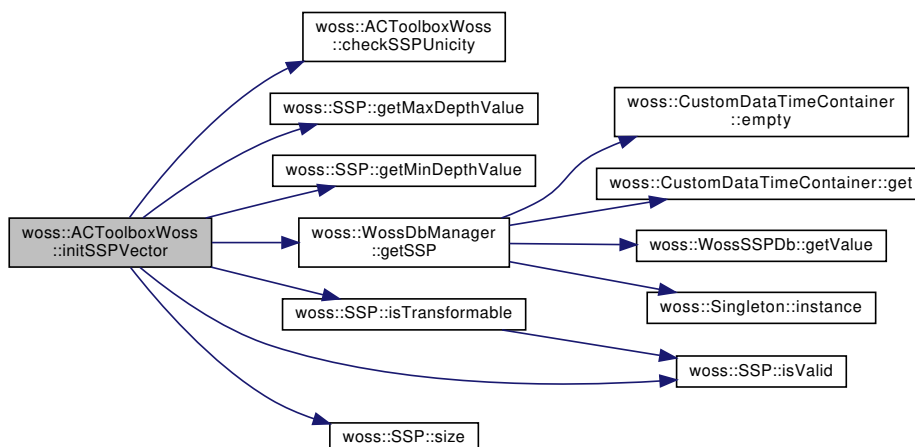 woss::ACToolboxWoss
::checkSSPUnicity
woss::SSP::getMaxDepthValue
woss::CustomDataTimeContainer
::empty
woss::SSP::getMinDepthValue
woss::CustomDataTimeContainer::get
woss::ACToolboxWoss
::initSSPVector
woss::WossDbManager
::getSSP
woss::WossSSPDb::getValue
woss::SSP::isTransformable
woss::Singleton::instance
woss::SSP::isValid
woss::SSP::size